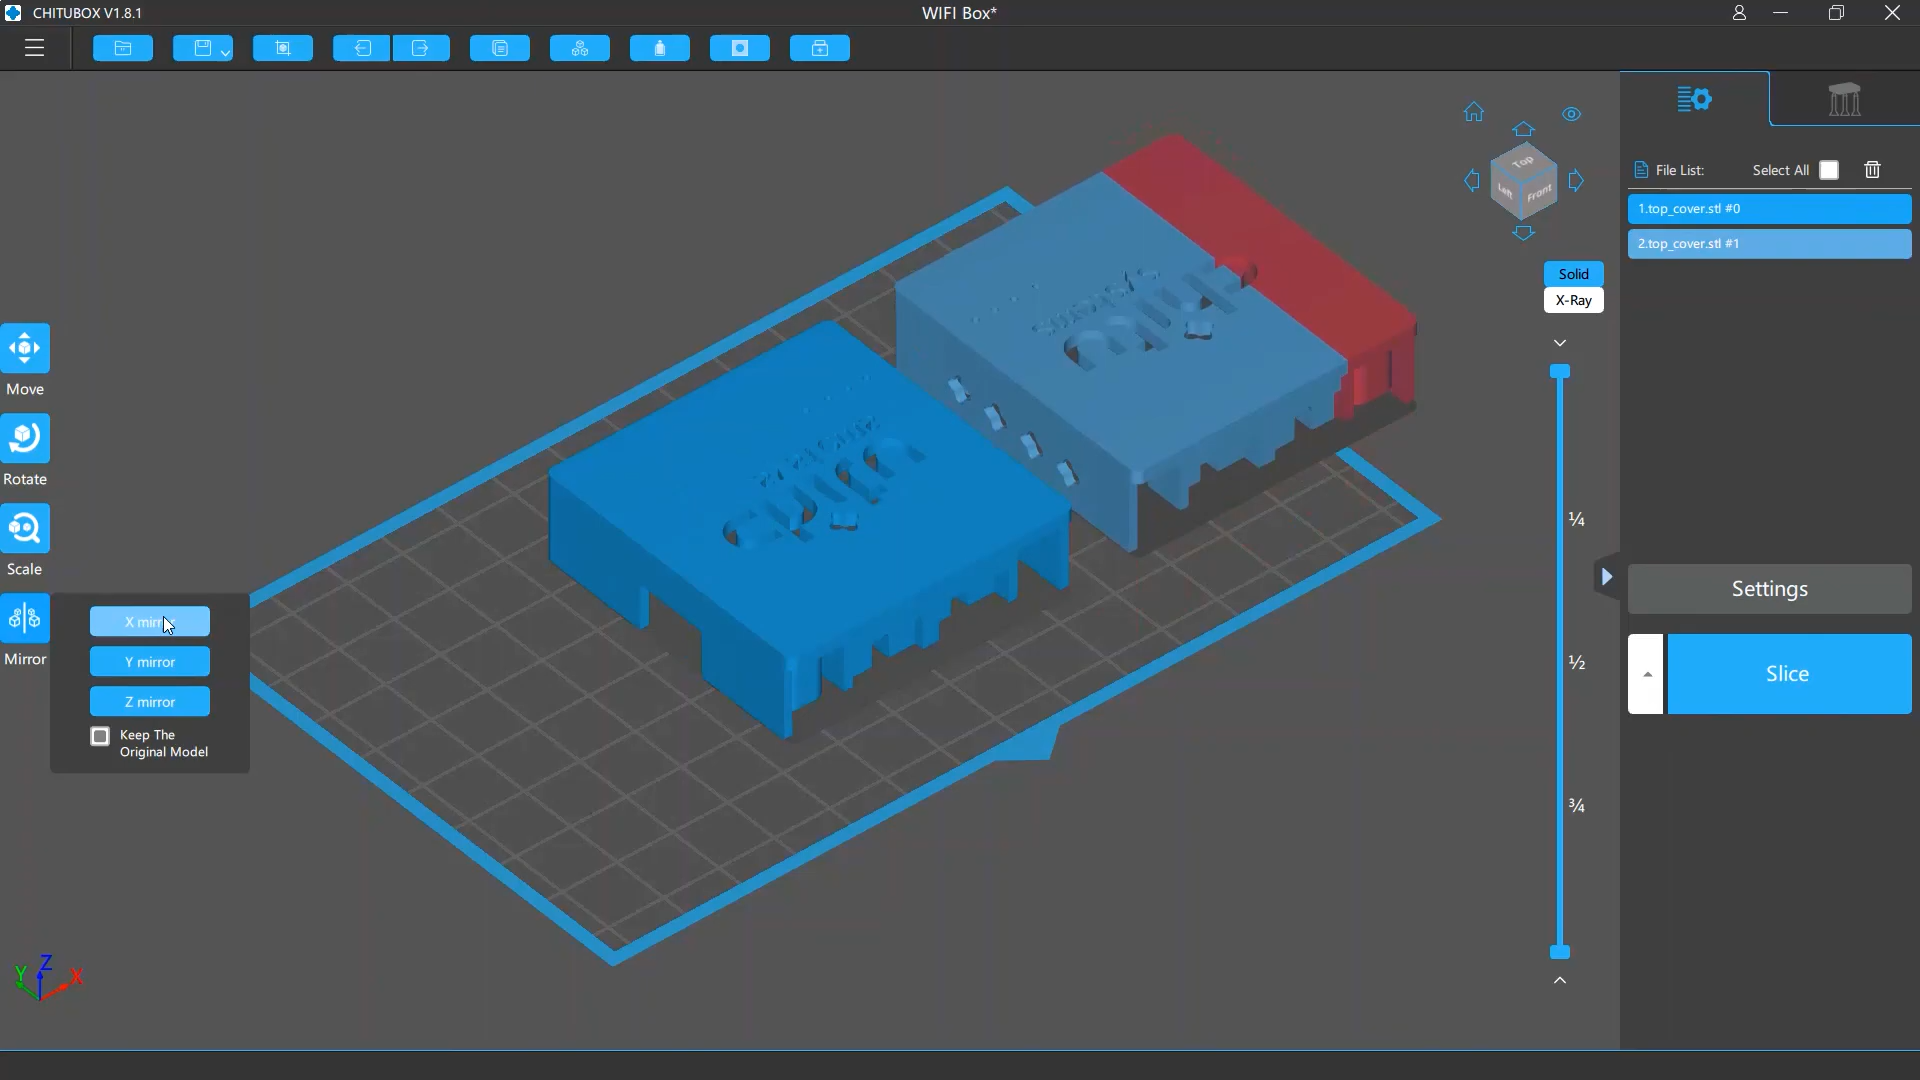 CHITUBOX V1.8.1
WIFI Box*
Top
Left
Front
File List:
Select All
1.top_cover.stl #0
2.top_cover.stl #1
Solid
X-Ray
Move
Rotate
Scale
Mirror
X mirror
Y mirror
Z mirror
Keep The
Original Model
¼
½
¾
Settings
Slice
Y
Z
X